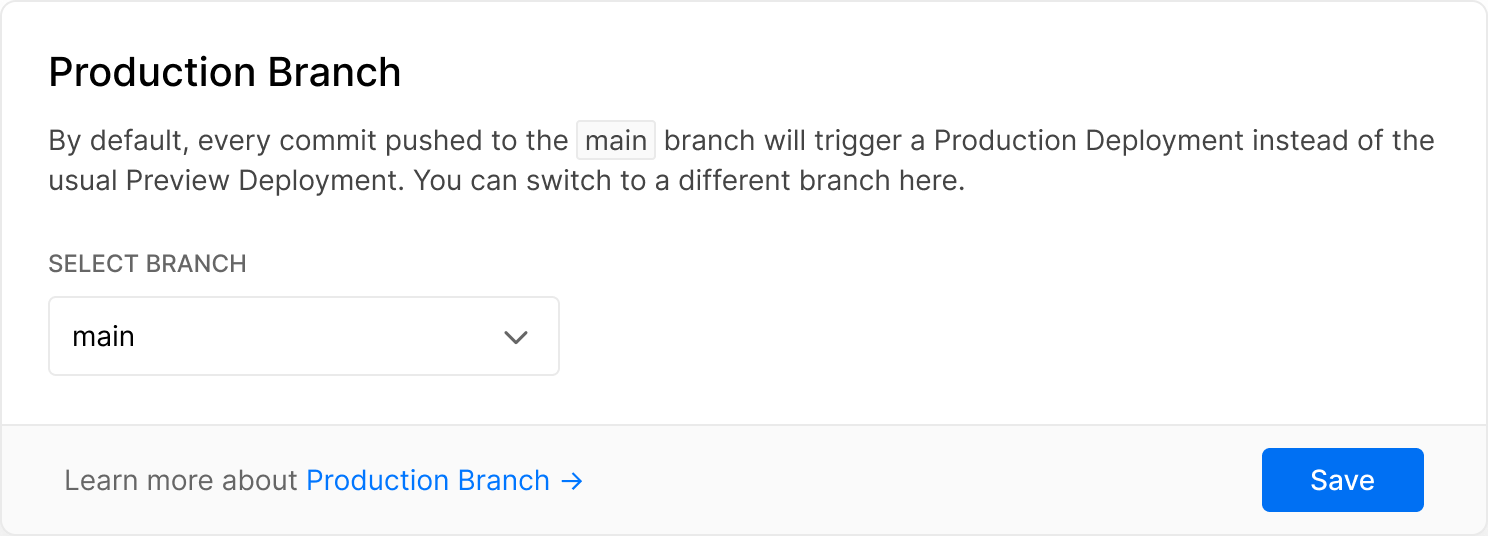 Production Branch
By default, every commit pushed to the main branch will trigger a Production Deployment instead of the
usual Preview Deployment. You can switch to a different branch here.
SELECT BRANCH
main
Learn more about Production Branch →
Save